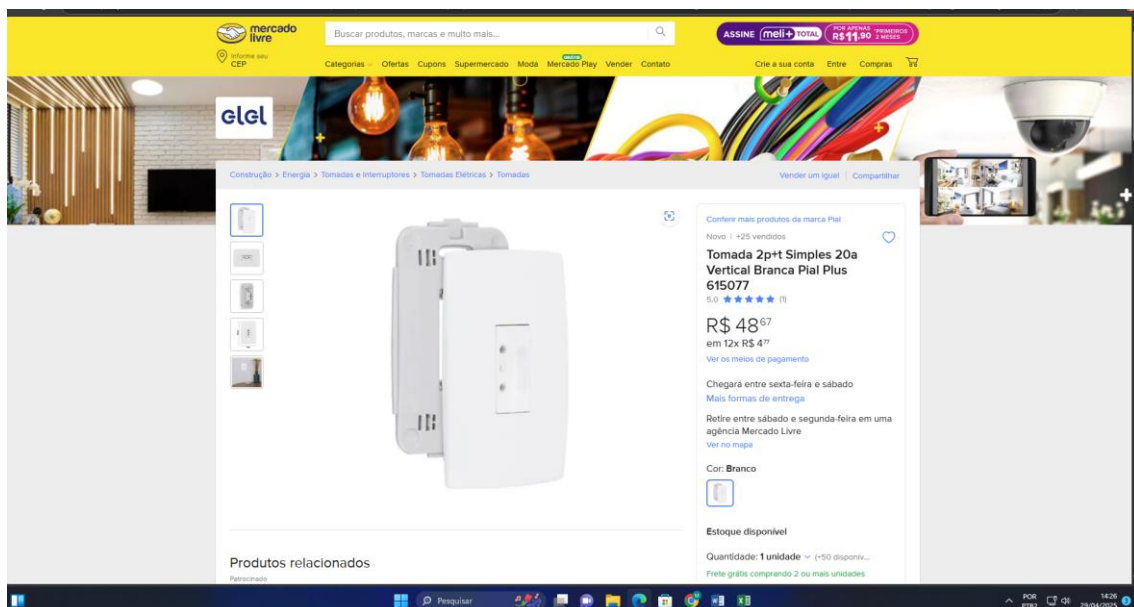 mercado
livre
Buscar produtos, marcas e muito mais...
ASSINE meli+ TOTAL POR APENAS R$11,90 *PRIMEIROS 2 MESES
Informe seu
CEP
Categorias Ofertas Cupons Supermercado Moda Mercado Play Vender Contato
GRÁTIS
Crie a sua conta Entre Compras
elgl
Construção > Energia > Tomadas e Interruptores > Tomadas Elétricas > Tomadas
Vender um igual | Compartilhar
Conferir mais produtos da marca Pial
Novo | +25 vendidos
Tomada 2p+t Simples 20a
Vertical Branca Pial Plus
615077
5.0 ★★★★★ (1)
R$ 48⁶⁷
em 12x R$ 4⁷⁷
Ver os meios de pagamento
Chegará entre sexta-feira e sábado
Mais formas de entrega
Retire entre sábado e segunda-feira em uma
agência Mercado Livre
Ver no mapa
Cor: Branco
Estoque disponível
Quantidade: 1 unidade (+50 disponív...
Frete grátis comprando 2 ou mais unidades
Produtos relacionados
Patrocinado
Pesquisar
POR
PTB2
14:26
29/04/2025